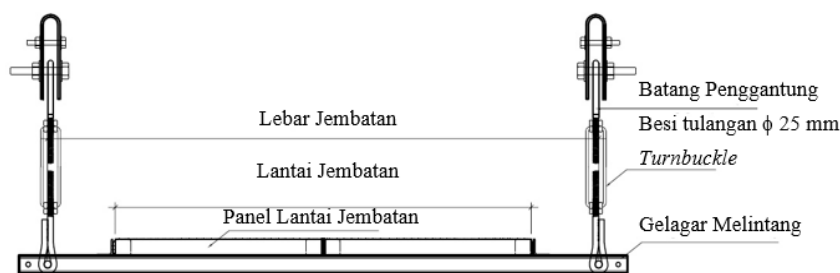 Batang Penggantung
Lebar Jembatan
Besi tulangan ϕ 25 mm
Turnbuckle
Lantai Jembatan
Panel Lantai Jembatan
Gelagar Melintang